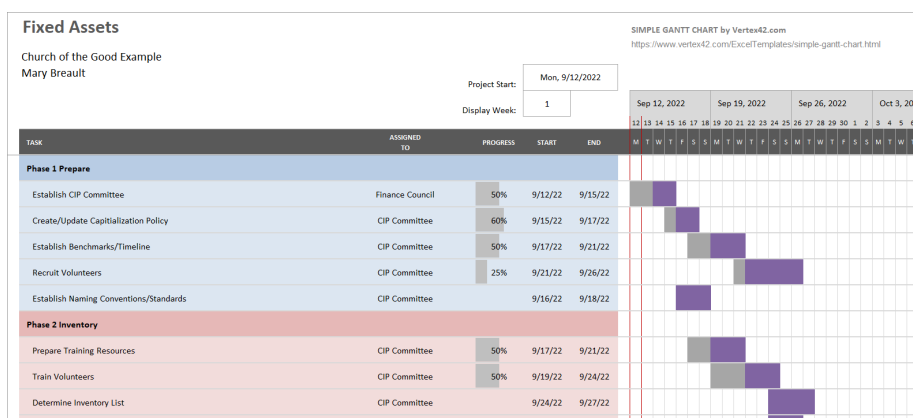 Fixed Assets
SIMPLE GANTT CHART by Vertex42.com
https://www.vertex42.com/ExcelTemplates/simple-gantt-chart.html
Church of the Good Example
Mary Breault
Project Start: Mon, 9/12/2022
Display Week: 1
Sep 12, 2022 Sep 19, 2022 Sep 26, 2022 Oct 3, 20
12 13 14 15 16 17 18 19 20 21 22 23 24 25 26 27 28 29 30 1 2 3 4 5 6
TASK ASSIGNED TO PROGRESS START END M T W T F S S M T W T F S S M T W T F S S M T W T
Phase 1 Prepare
Establish CIP Committee Finance Council 50% 9/12/22 9/15/22
Create/Update Capitialization Policy CIP Committee 60% 9/15/22 9/17/22
Establish Benchmarks/Timeline CIP Committee 50% 9/17/22 9/21/22
Recruit Volunteers CIP Committee 25% 9/21/22 9/26/22
Establish Naming Conventions/Standards CIP Committee 9/16/22 9/18/22
Phase 2 Inventory
Prepare Training Resources CIP Committee 50% 9/17/22 9/21/22
Train Volunteers CIP Committee 50% 9/19/22 9/24/22
Determine Inventory List CIP Committee 9/24/22 9/27/22